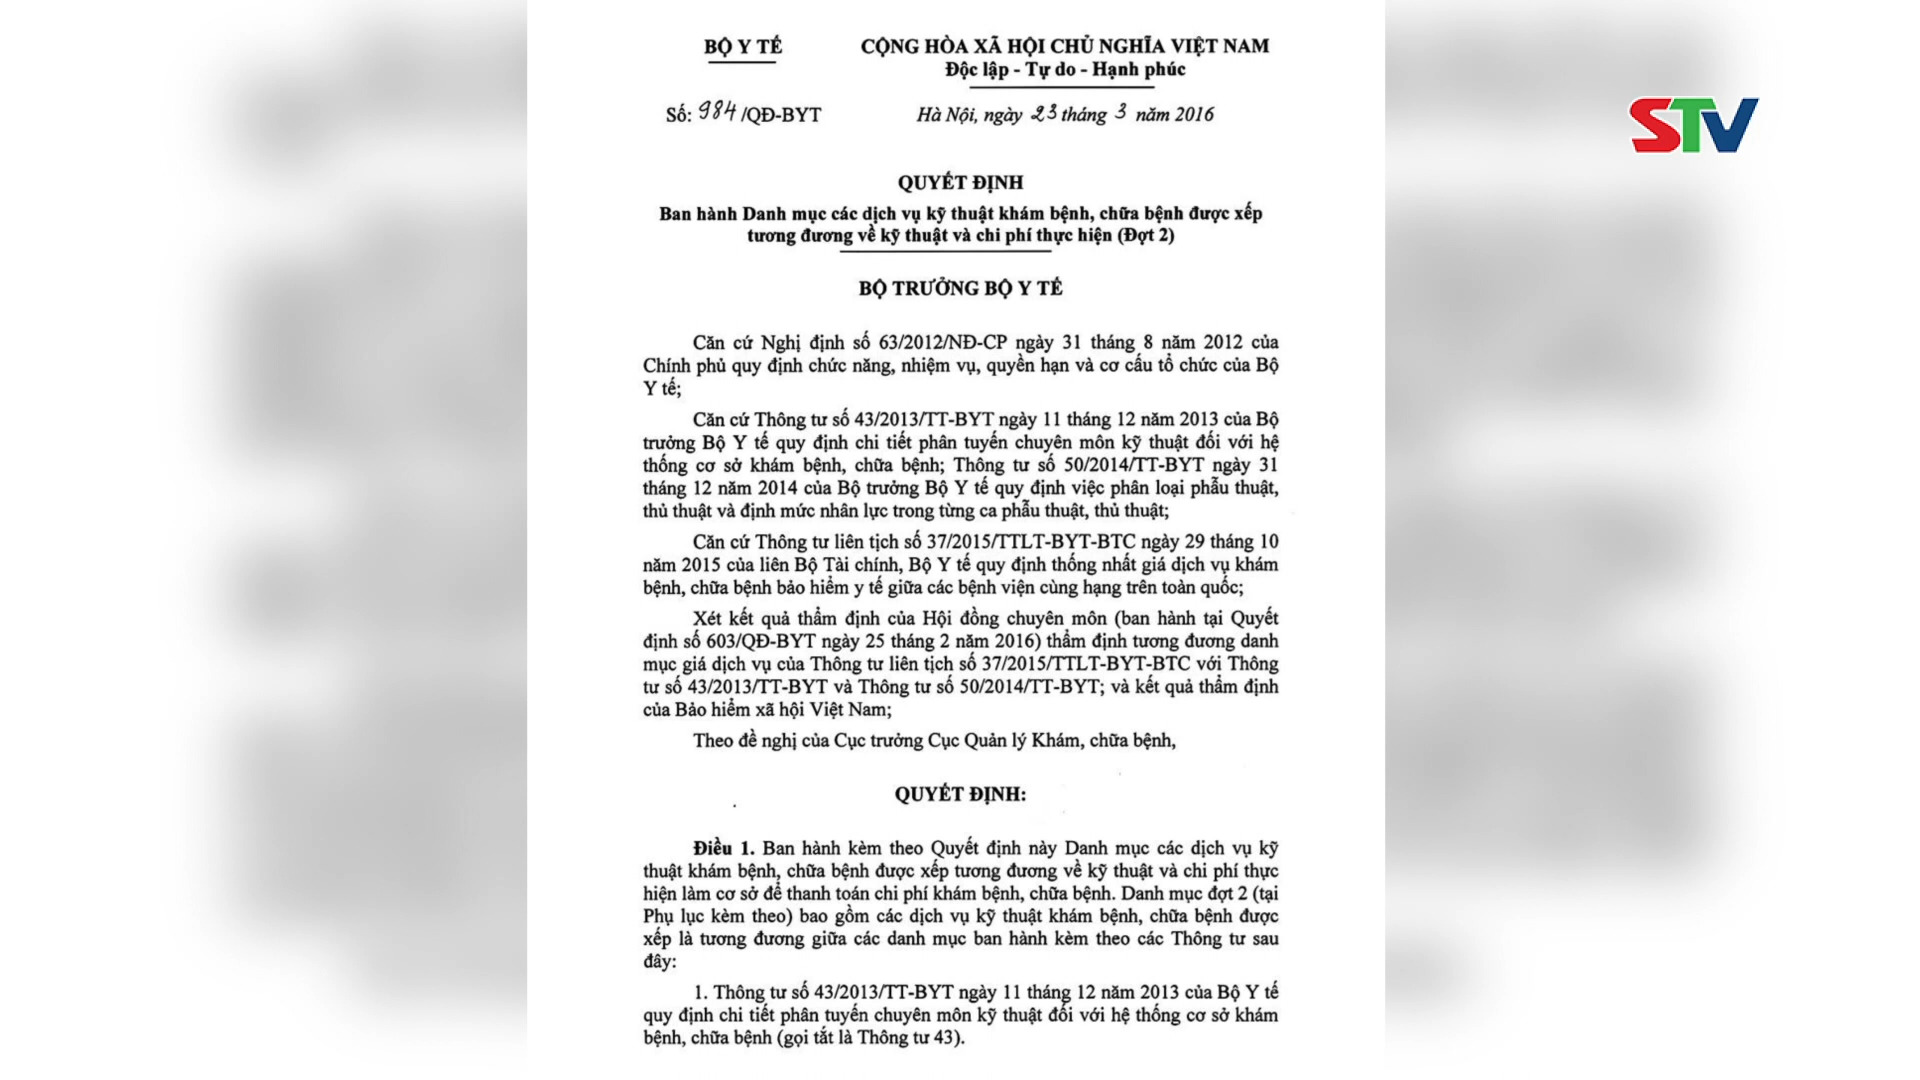 BỘ Y TẾ
CỘNG HÒA XÃ HỘI CHỦ NGHĨA VIỆT NAM
Độc lập - Tự do - Hạnh phúc
Số: 984/QĐ-BYT
Hà Nội, ngày 23 tháng 3 năm 2016
STV
QUYẾT ĐỊNH
Ban hành Danh mục các dịch vụ kỹ thuật khám bệnh, chữa bệnh được xếp
tương đương về kỹ thuật và chi phí thực hiện (Đợt 2)
BỘ TRƯỞNG BỘ Y TẾ
Căn cứ Nghị định số 63/2012/NĐ-CP ngày 31 tháng 8 năm 2012 của
Chính phủ quy định chức năng, nhiệm vụ, quyền hạn và cơ cấu tổ chức của Bộ
Y tế;
Căn cứ Thông tư số 43/2013/TT-BYT ngày 11 tháng 12 năm 2013 của Bộ
trưởng Bộ Y tế quy định chi tiết phân tuyến chuyên môn kỹ thuật đối với hệ
thống cơ sở khám bệnh, chữa bệnh; Thông tư số 50/2014/TT-BYT ngày 31
tháng 12 năm 2014 của Bộ trưởng Bộ Y tế quy định việc phân loại phẫu thuật,
thủ thuật và định mức nhân lực trong từng ca phẫu thuật, thủ thuật;
Căn cứ Thông tư liên tịch số 37/2015/TTLT-BYT-BTC ngày 29 tháng 10
năm 2015 của liên Bộ Tài chính, Bộ Y tế quy định thống nhất giá dịch vụ khám
bệnh, chữa bệnh bảo hiểm y tế giữa các bệnh viện cùng hạng trên toàn quốc;
Xét kết quả thẩm định của Hội đồng chuyên môn (ban hành tại Quyết
định số 603/QĐ-BYT ngày 25 tháng 2 năm 2016) thẩm định tương đương danh
mục giá dịch vụ của Thông tư liên tịch số 37/2015/TTLT-BYT-BTC với Thông
tư số 43/2013/TT-BYT và Thông tư số 50/2014/TT-BYT; và kết quả thẩm định
của Bảo hiểm xã hội Việt Nam;
Theo đề nghị của Cục trưởng Cục Quản lý Khám, chữa bệnh,
QUYẾT ĐỊNH:
Điều 1. Ban hành kèm theo Quyết định này Danh mục các dịch vụ kỹ
thuật khám bệnh, chữa bệnh được xếp tương đương về kỹ thuật và chi phí thực
hiện làm cơ sở để thanh toán chi phí khám bệnh, chữa bệnh. Danh mục đợt 2 (tại
Phụ lục kèm theo) bao gồm các dịch vụ kỹ thuật khám bệnh, chữa bệnh được
xếp là tương đương giữa các danh mục ban hành kèm theo các Thông tư sau
đây:
1. Thông tư số 43/2013/TT-BYT ngày 11 tháng 12 năm 2013 của Bộ Y tế
quy định chi tiết phân tuyến chuyên môn kỹ thuật đối với hệ thống cơ sở khám
bệnh, chữa bệnh (gọi tắt là Thông tư 43).